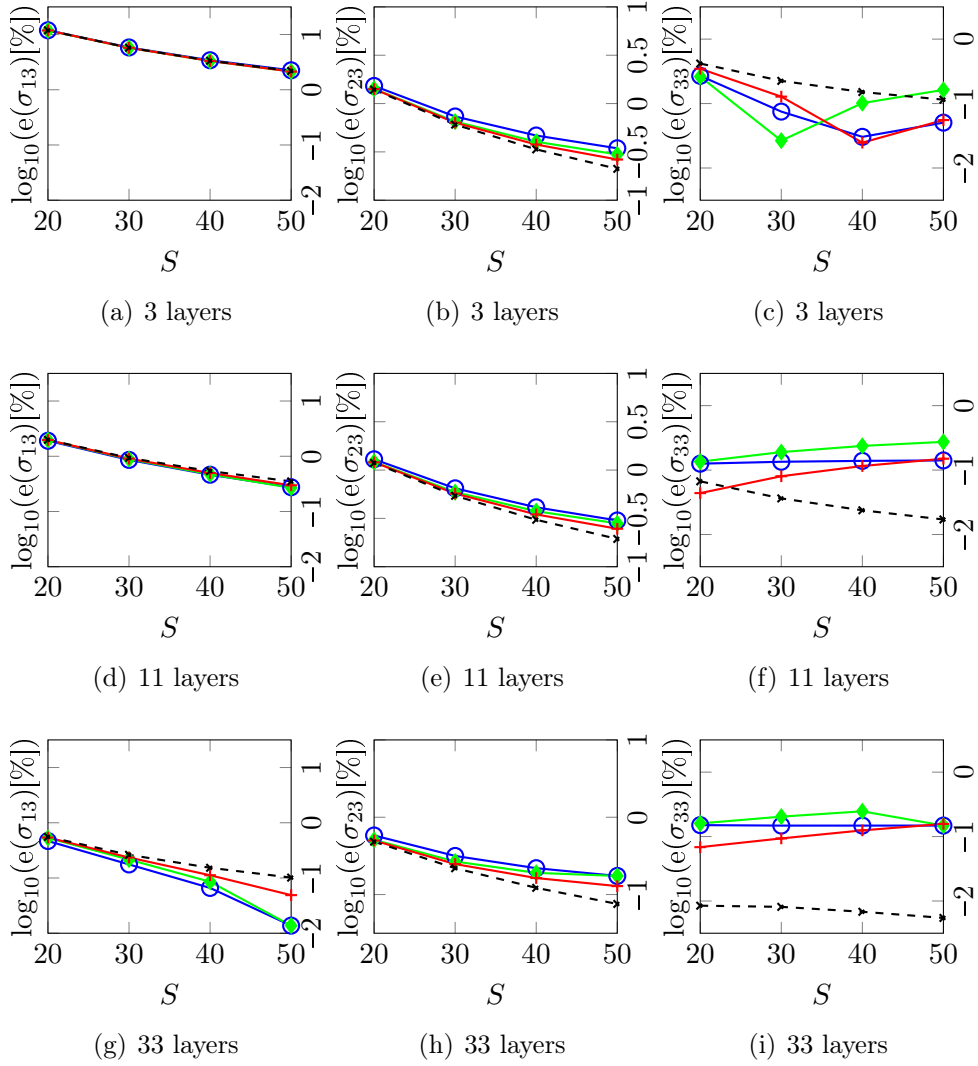 log₁₀(e(σ₁₃)[%])
1
0
−1
−2
20 30 40 50
S
(a) 3 layers
log₁₀(e(σ₂₃)[%])
1
0.5
0
−0.5
−1
20 30 40 50
S
(b) 3 layers
log₁₀(e(σ₃₃)[%])
0
−1
−2
20 30 40 50
S
(c) 3 layers
log₁₀(e(σ₁₃)[%])
1
0
−1
−2
20 30 40 50
S
(d) 11 layers
log₁₀(e(σ₂₃)[%])
1
0.5
0
−0.5
−1
20 30 40 50
S
(e) 11 layers
log₁₀(e(σ₃₃)[%])
0
−1
−2
20 30 40 50
S
(f) 11 layers
log₁₀(e(σ₁₃)[%])
1
0
−1
−2
20 30 40 50
S
(g) 33 layers
log₁₀(e(σ₂₃)[%])
1
0
−1
20 30 40 50
S
(h) 33 layers
log₁₀(e(σ₃₃)[%])
0
−1
−2
20 30 40 50
S
(i) 33 layers